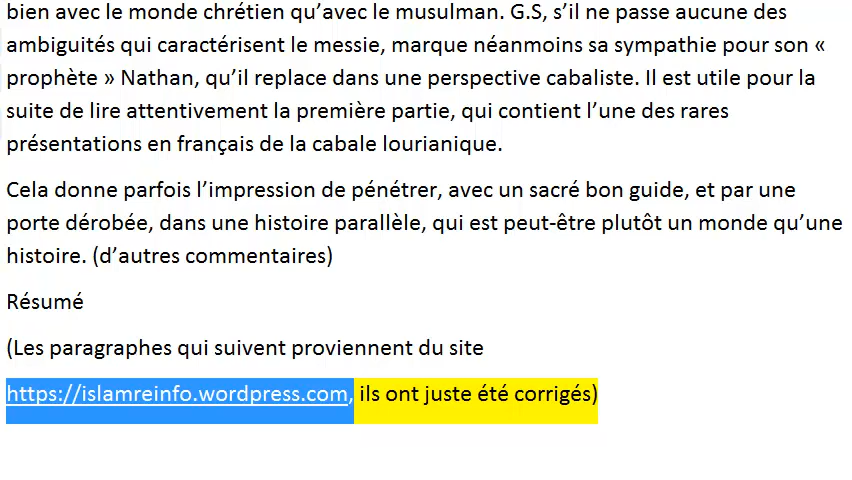 bien avec le monde chrétien qu’avec le musulman. G.S, s’il ne passe aucune des
ambiguités qui caractérisent le messie, marque néanmoins sa sympathie pour son «
prophète » Nathan, qu’il replace dans une perspective cabaliste. Il est utile pour la
suite de lire attentivement la première partie, qui contient l’une des rares
présentations en français de la cabale lourianique.
Cela donne parfois l’impression de pénétrer, avec un sacré bon guide, et par une
porte dérobée, dans une histoire parallèle, qui est peut-être plutôt un monde qu’une
histoire. (d’autres commentaires)
Résumé
(Les paragraphes qui suivent proviennent du site
https://islamreinfo.wordpress.com, ils ont juste été corrigés)